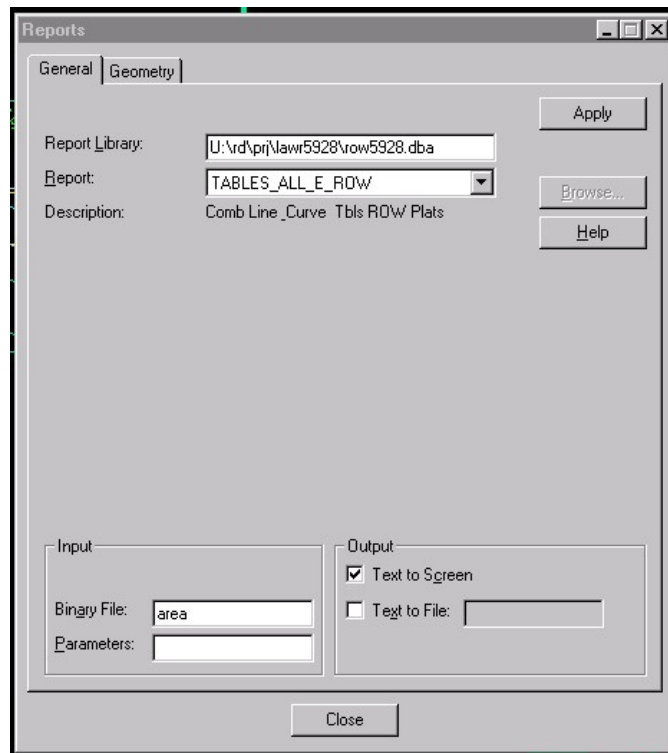 Reports
General Geometry
Apply
Report Library: U:\rd\prj\lawr5928\row5928.dba
Report: TABLES_ALL_E_ROW
Browse...
Description: Comb Line_Curve Tbls ROW Plats
Help
Input
Binary File: area
Parameters:
Output
Text to Screen
Text to File:
Close